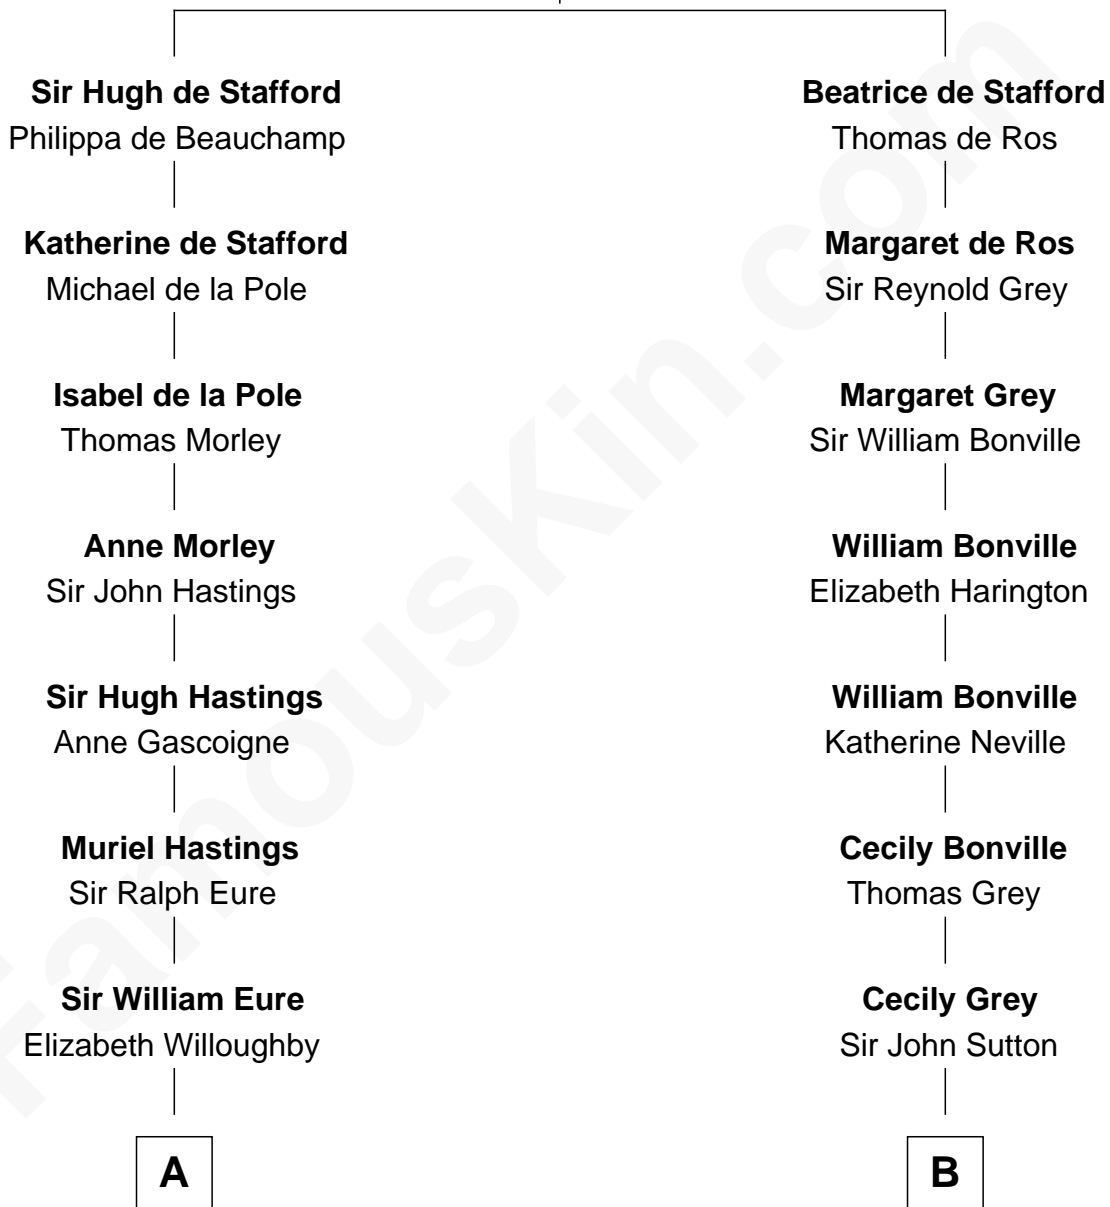 Sir Hugh de Stafford
Philippa de Beauchamp
Katherine de Stafford
Michael de la Pole
Isabel de la Pole
Thomas Morley
Anne Morley
Sir John Hastings
Sir Hugh Hastings
Anne Gascoigne
Muriel Hastings
Sir Ralph Eure
Sir William Eure
Elizabeth Willoughby
A
Beatrice de Stafford
Thomas de Ros
Margaret de Ros
Sir Reynold Grey
Margaret Grey
Sir William Bonville
William Bonville
Elizabeth Harington
William Bonville
Katherine Neville
Cecily Bonville
Thomas Grey
Cecily Grey
Sir John Sutton
B
FamousKin.com